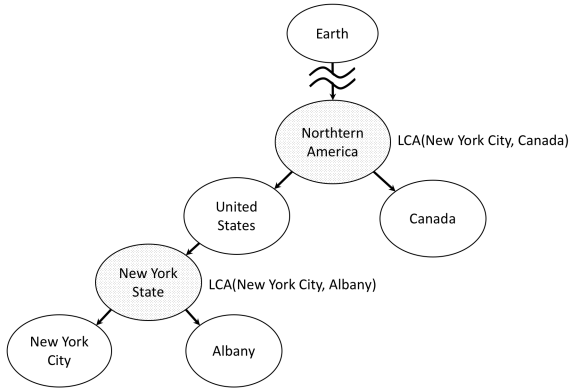 Earth
Northtern
America
LCA(New York City, Canada)
United
States
Canada
New York
State
LCA(New York City, Albany)
New York
City
Albany